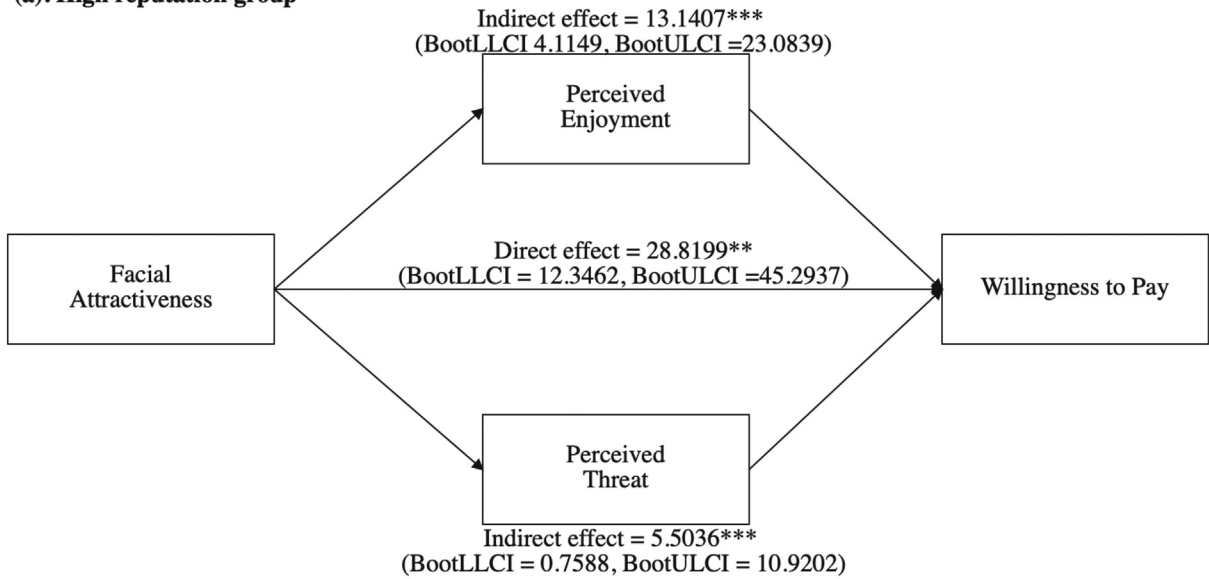 (a). High reputation group
Indirect effect = 13.1407***
(BootLLCI 4.1149, BootULCI =23.0839)
Perceived
Enjoyment
Direct effect = 28.8199**
(BootLLCI = 12.3462, BootULCI =45.2937)
Facial
Attractiveness
Willingness to Pay
Perceived
Threat
Indirect effect = 5.5036***
(BootLLCI = 0.7588, BootULCI = 10.9202)